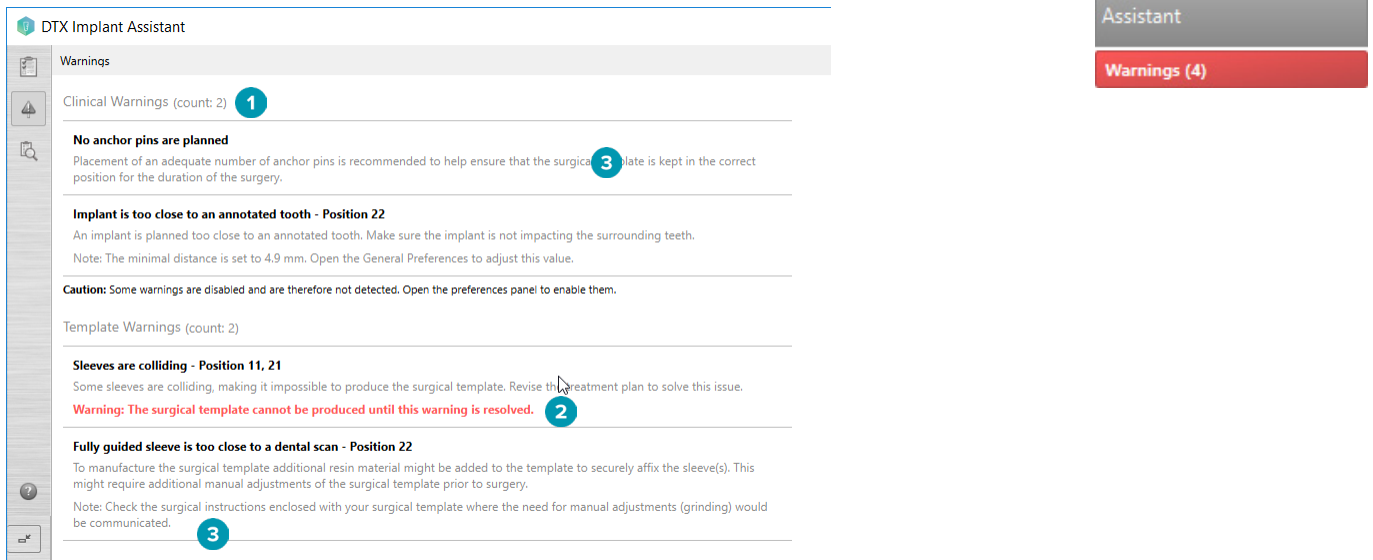 DTX Implant Assistant
Warnings
Clinical Warnings (count: 2) 1
No anchor pins are planned
Placement of an adequate number of anchor pins is recommended to help ensure that the surgica 3 plate is kept in the correct
position for the duration of the surgery.
Implant is too close to an annotated tooth - Position 22
An implant is planned too close to an annotated tooth. Make sure the implant is not impacting the surrounding teeth.
Note: The minimal distance is set to 4.9 mm. Open the General Preferences to adjust this value.
Caution: Some warnings are disabled and are therefore not detected. Open the preferences panel to enable them.
Template Warnings (count: 2)
Sleeves are colliding - Position 11, 21
Some sleeves are colliding, making it impossible to produce the surgical template. Revise the treatment plan to solve this issue.
Warning: The surgical template cannot be produced until this warning is resolved. 2
Fully guided sleeve is too close to a dental scan - Position 22
To manufacture the surgical template additional resin material might be added to the template to securely affix the sleeve(s). This
might require additional manual adjustments of the surgical template prior to surgery.
Note: Check the surgical instructions enclosed with your surgical template where the need for manual adjustments (grinding) would
be communicated.
3
?
Assistant
Warnings (4)